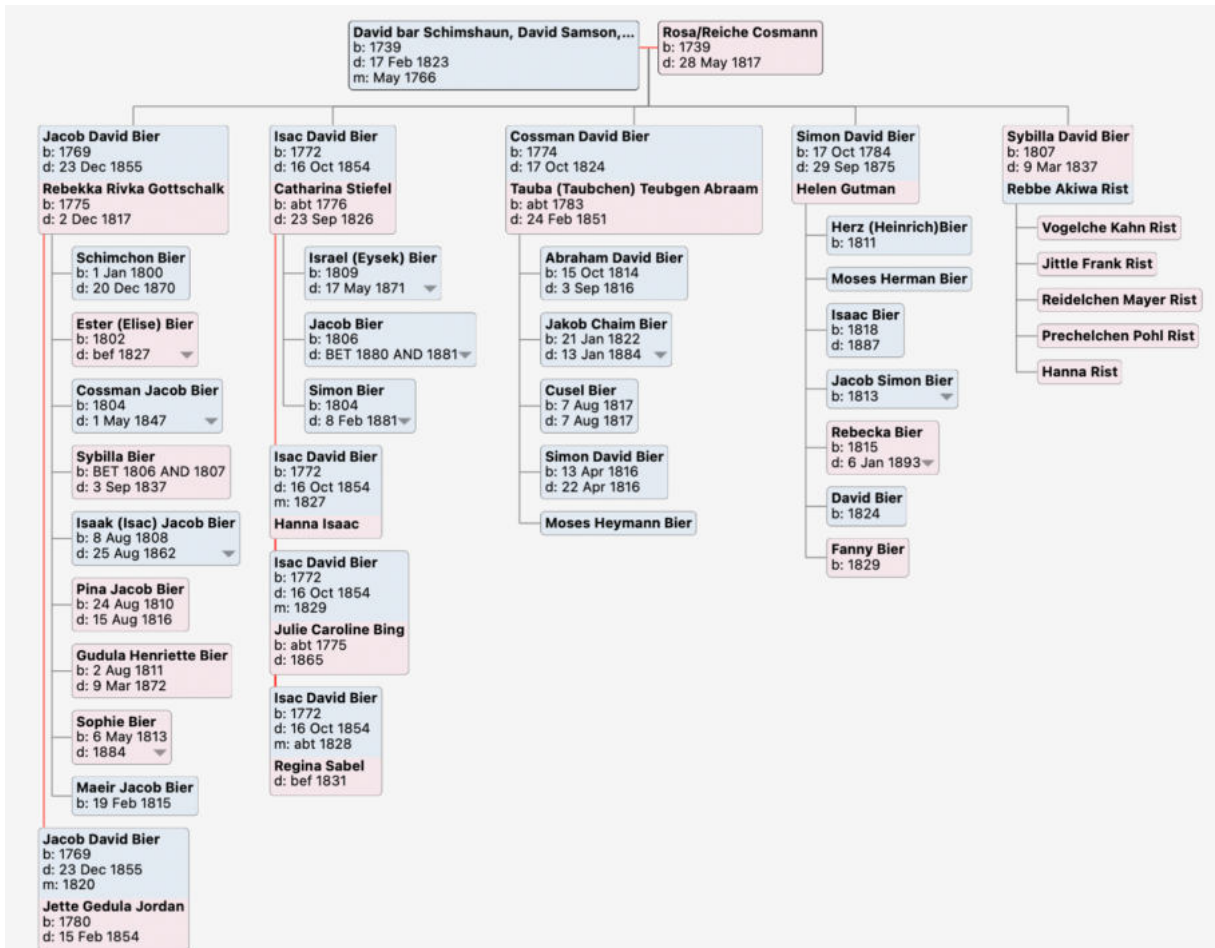 David bar Schimshaun, David Samson,...
b: 1739
d: 17 Feb 1823
m: May 1766
Rosa/Reiche Cosmann
b: 1739
d: 28 May 1817
Jacob David Bier
b: 1769
d: 23 Dec 1855
Rebekka Rivka Gottschalk
b: 1775
d: 2 Dec 1817
Schimchon Bier
b: 1 Jan 1800
d: 20 Dec 1870
Ester (Elise) Bier
b: 1802
d: bef 1827
Cossman Jacob Bier
b: 1804
d: 1 May 1847
Sybilla Bier
b: BET 1806 AND 1807
d: 3 Sep 1837
Isaak (Isac) Jacob Bier
b: 8 Aug 1808
d: 25 Aug 1862
Pina Jacob Bier
b: 24 Aug 1810
d: 15 Aug 1816
Gudula Henriette Bier
b: 2 Aug 1811
d: 9 Mar 1872
Sophie Bier
b: 6 May 1813
d: 1884
Maeir Jacob Bier
b: 19 Feb 1815
Jacob David Bier
b: 1769
d: 23 Dec 1855
m: 1820
Jette Gedula Jordan
b: 1780
d: 15 Feb 1854
Isac David Bier
b: 1772
d: 16 Oct 1854
Catharina Stiefel
b: abt 1776
d: 23 Sep 1826
Israel (Eysek) Bier
b: 1809
d: 17 May 1871
Jacob Bier
b: 1806
d: BET 1880 AND 1881
Simon Bier
b: 1804
d: 8 Feb 1881
Isac David Bier
b: 1772
d: 16 Oct 1854
m: 1827
Hanna Isaac
Isac David Bier
b: 1772
d: 16 Oct 1854
m: 1829
Julie Caroline Bing
b: abt 1775
d: 1865
Isac David Bier
b: 1772
d: 16 Oct 1854
m: abt 1828
Regina Sabel
d: bef 1831
Cossman David Bier
b: 1774
d: 17 Oct 1824
Tauba (Taubchen) Teubgen Abraam
b: abt 1783
d: 24 Feb 1851
Abraham David Bier
b: 15 Oct 1814
d: 3 Sep 1816
Jakob Chaim Bier
b: 21 Jan 1822
d: 13 Jan 1884
Cusel Bier
b: 7 Aug 1817
d: 7 Aug 1817
Simon David Bier
b: 13 Apr 1816
d: 22 Apr 1816
Moses Heymann Bier
Simon David Bier
b: 17 Oct 1784
d: 29 Sep 1875
Helen Gutman
Herz (Heinrich)Bier
b: 1811
Moses Herman Bier
Isaac Bier
b: 1818
d: 1887
Jacob Simon Bier
b: 1813
Rebecka Bier
b: 1815
d: 6 Jan 1893
David Bier
b: 1824
Fanny Bier
b: 1829
Sybilla David Bier
b: 1807
d: 9 Mar 1837
Rebbe Akiwa Rist
Vogelche Kahn Rist
Jittle Frank Rist
Reidelchen Mayer Rist
Prechelchen Pohl Rist
Hanna Rist